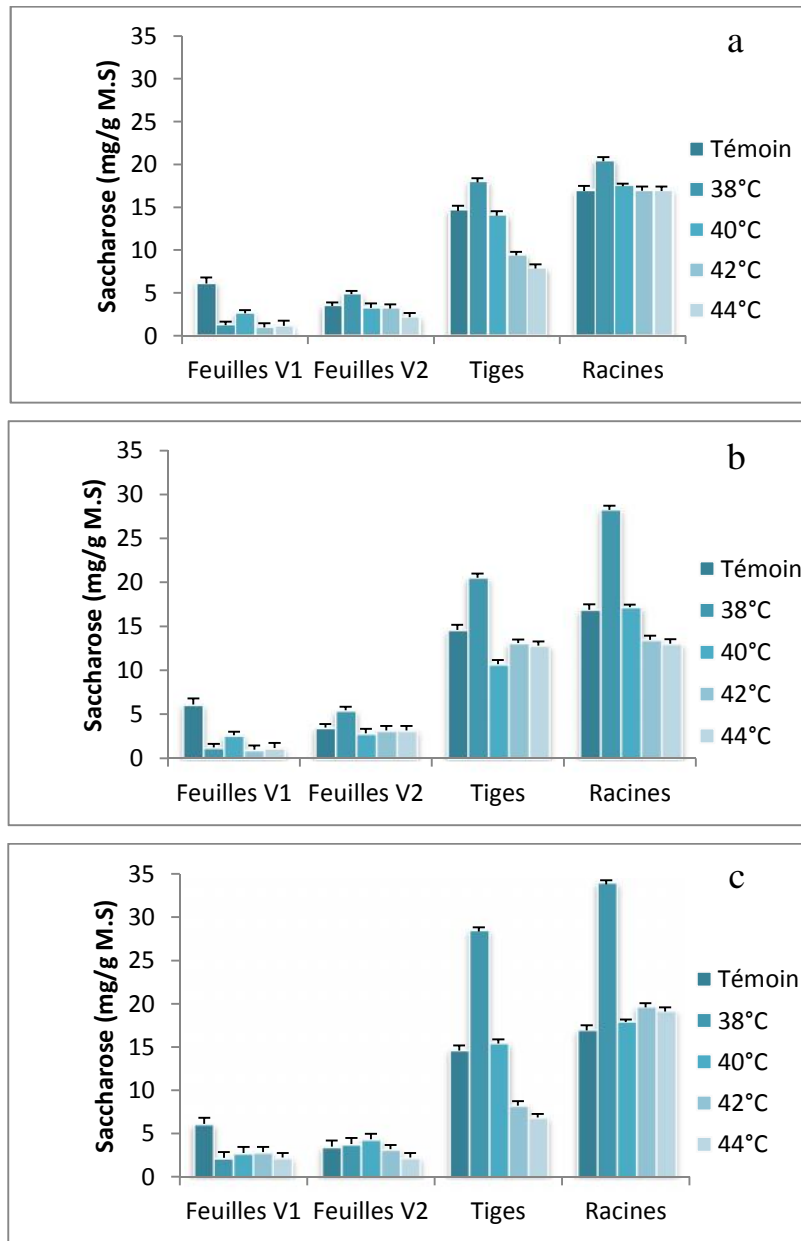 a
Saccharose (mg/g M.S)
35
30
25
20
15
10
5
0
Feuilles V1
Feuilles V2
Tiges
Racines
Témoin
38°C
40°C
42°C
44°C
b
Saccharose (mg/g M.S)
35
30
25
20
15
10
5
0
Feuilles V1
Feuilles V2
Tiges
Racines
Témoin
38°C
40°C
42°C
44°C
c
Saccharose (mg/g M.S)
35
30
25
20
15
10
5
0
Feuilles V1
Feuilles V2
Tiges
Racines
Témoin
38°C
40°C
42°C
44°C